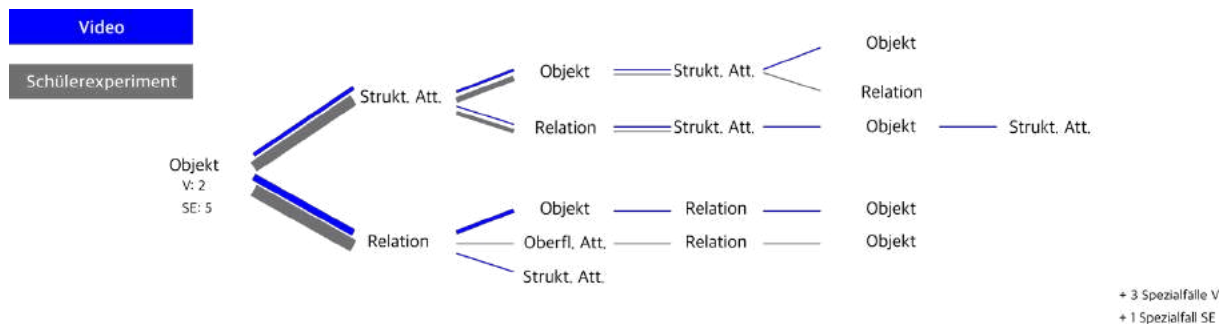 Video
Schülerexperiment
Objekt
V: 2
SE: 5
Strukt. Att.
Relation
Objekt
Strukt. Att.
Objekt
Relation
Relation
Strukt. Att.
Objekt
Strukt. Att.
Objekt
Relation
Objekt
Oberfl. Att.
Relation
Objekt
Strukt. Att.
+ 3 Spezialfälle V
+ 1 Spezialfall SE